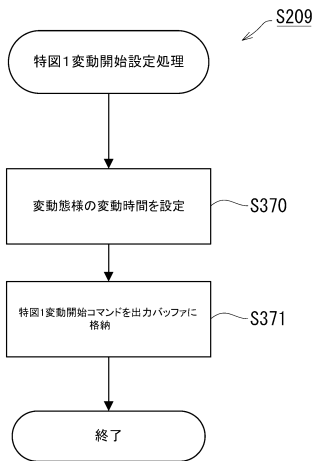 S209
特図1変動開始設定処理
変動態様の変動時間を設定
S370
特図1変動開始コマンドを出力バッファに
格納
S371
終了